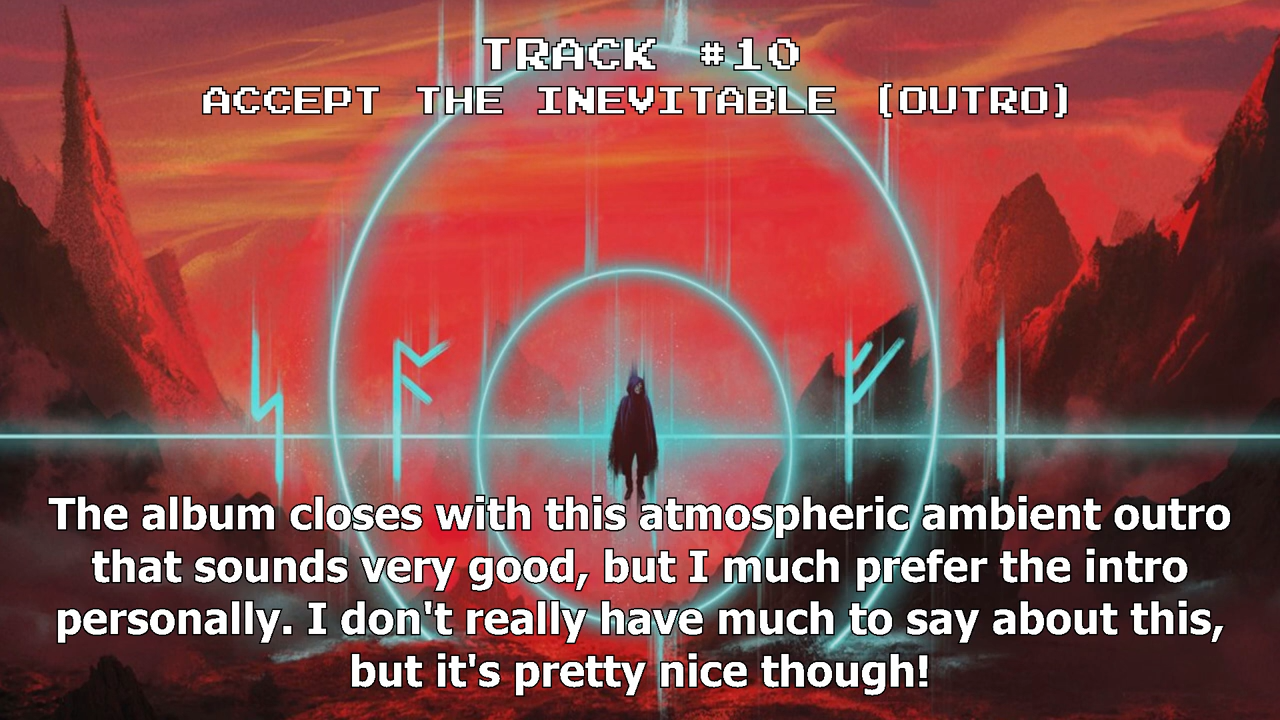 TRACK #10
ACCEPT THE INEVITABLE (OUTRO)
The album closes with this atmospheric ambient outro
that sounds very good, but I much prefer the intro
personally. I don't really have much to say about this,
but it's pretty nice though!